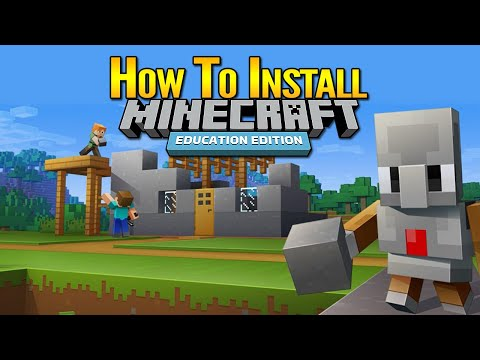 How To Install
MINECRAFT
EDUCATION EDITION